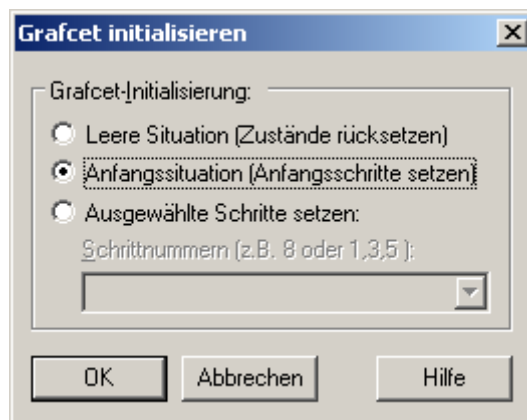 Grafcet initialisieren
Grafcet-Initialisierung:
Leere Situation (Zustände rücksetzen)
Anfangssituation (Anfangsschritte setzen)
Ausgewählte Schritte setzen:
Schrittnummern (z.B. 8 oder 1,3,5 ):
OK Abbrechen Hilfe